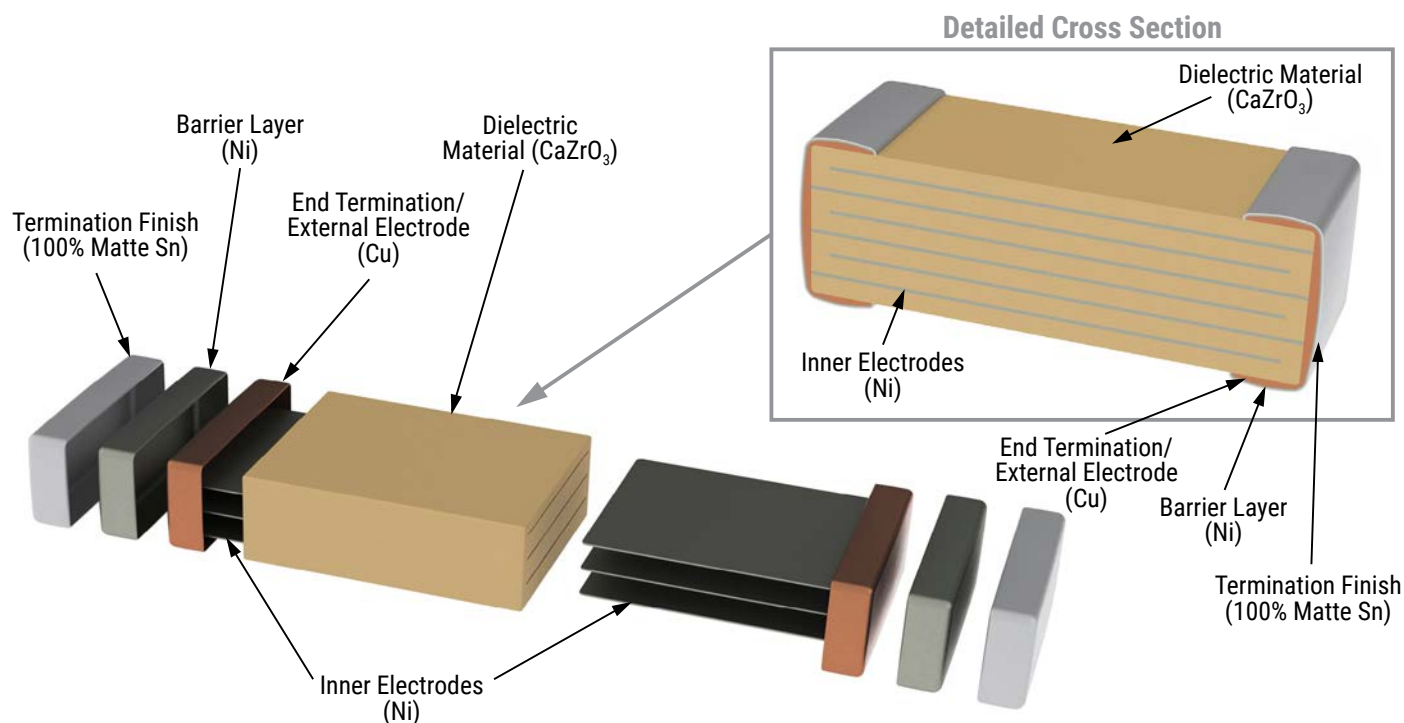 Detailed Cross Section
Dielectric Material
(CaZrO₃)
Barrier Layer
(Ni)
Dielectric
Material (CaZrO₃)
End Termination/
External Electrode
(Cu)
Termination Finish
(100% Matte Sn)
Inner Electrodes
(Ni)
End Termination/
External Electrode
(Cu)
Barrier Layer
(Ni)
Termination Finish
(100% Matte Sn)
Inner Electrodes
(Ni)